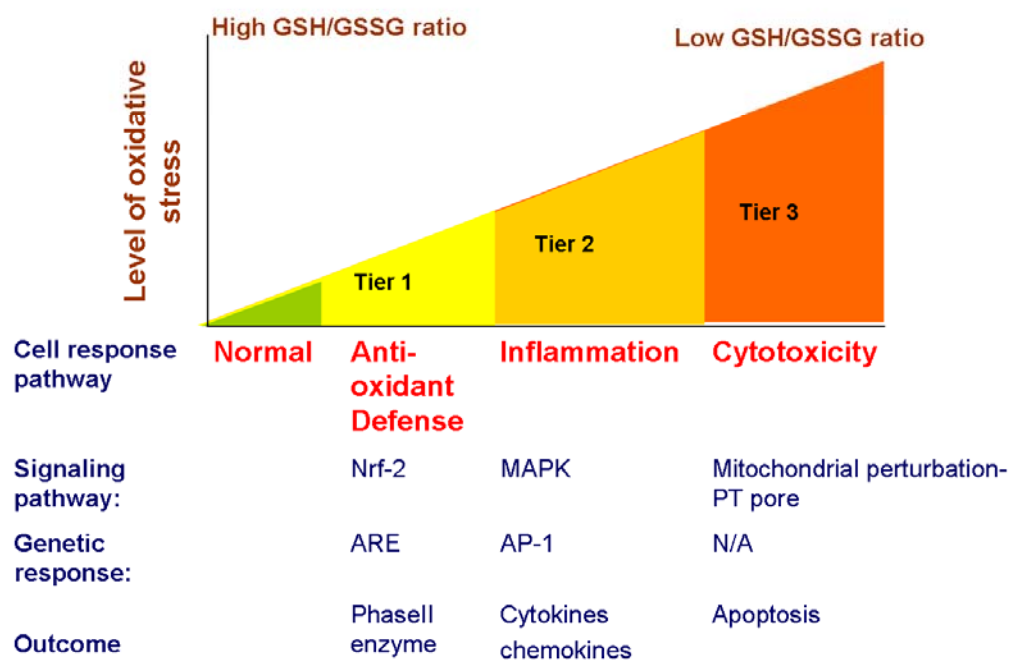 High GSH/GSSG ratio
Low GSH/GSSG ratio
Level of oxidative
stress
Tier 1
Tier 2
Tier 3
Cell response
pathway
Normal
Anti-
oxidant
Defense
Inflammation
Cytotoxicity
Signaling
pathway:
Nrf-2
MAPK
Mitochondrial perturbation-
PT pore
Genetic
response:
ARE
AP-1
N/A
Outcome
PhaseII
enzyme
Cytokines
chemokines
Apoptosis